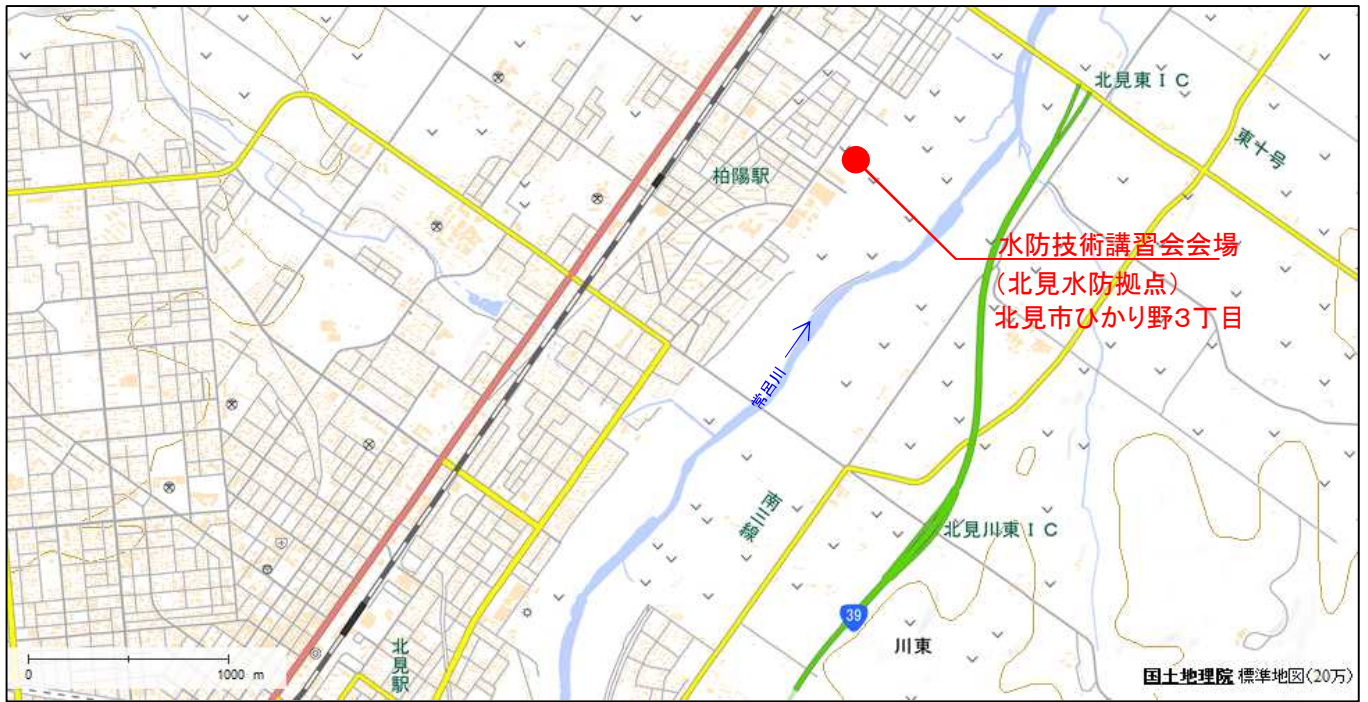 北見東IC
東十号
柏陽駅
水防技術講習会会場
(北見水防拠点)
北見市ひかり野3丁目
常呂川
南三線
北見川東IC
39
川東
北見駅
0
1000 m
国土地理院 標準地図(20万)